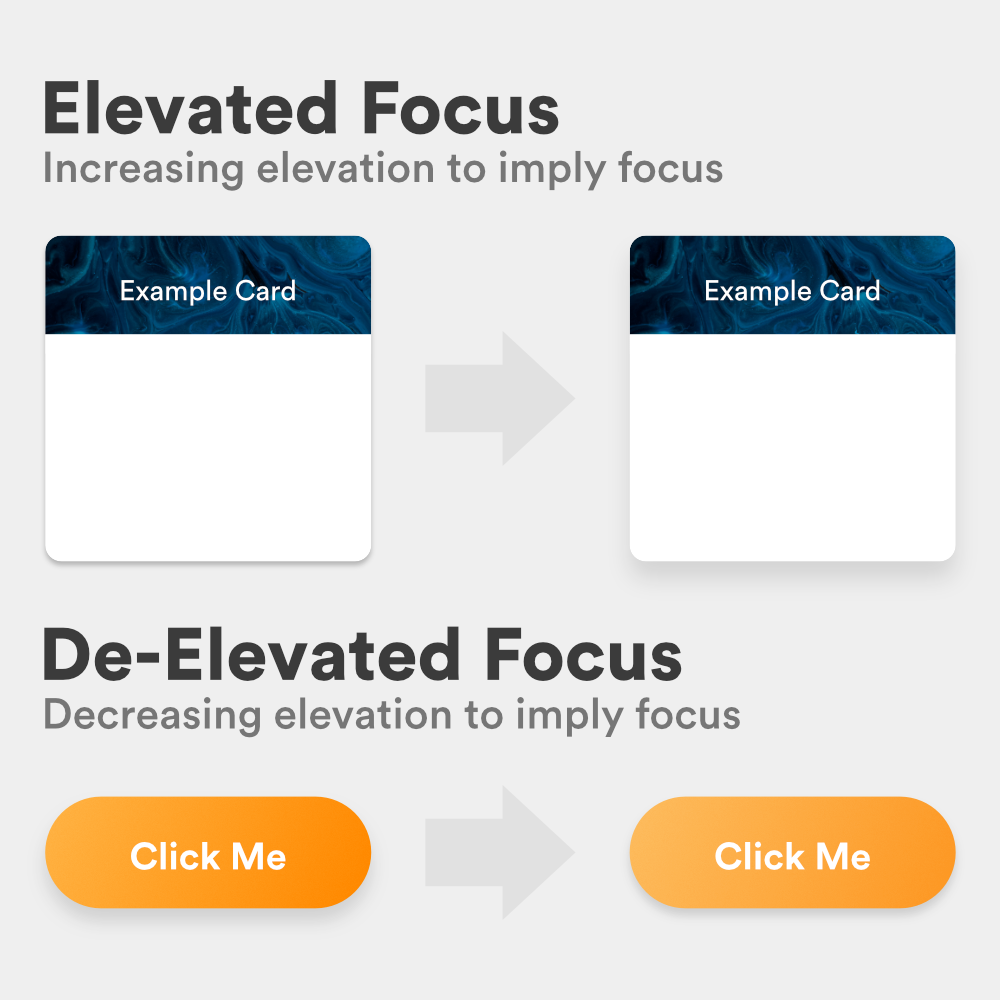 Elevated Focus
Increasing elevation to imply focus
Example Card
Example Card
De-Elevated Focus
Decreasing elevation to imply focus
Click Me
Click Me